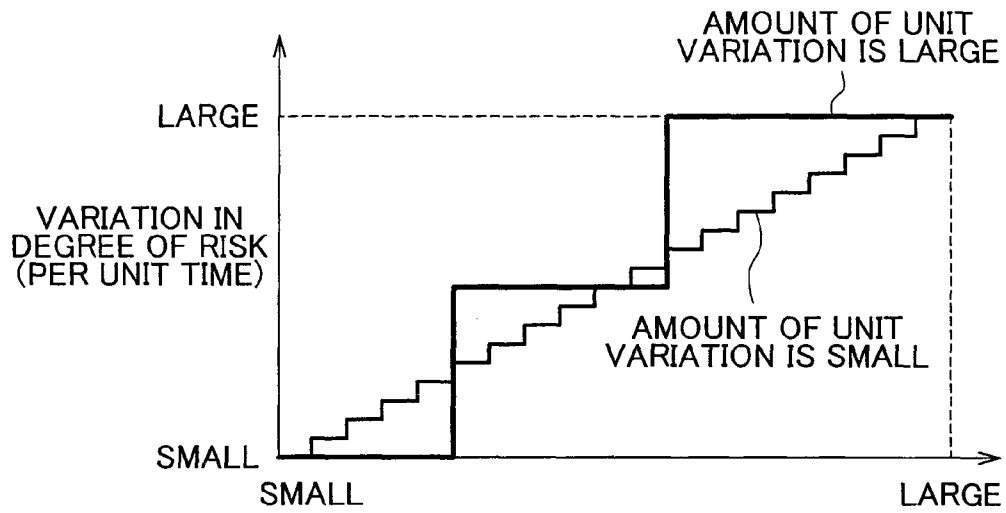 AMOUNT OF UNIT
VARIATION IS LARGE
LARGE
VARIATION IN
DEGREE OF RISK
(PER UNIT TIME)
AMOUNT OF UNIT
VARIATION IS SMALL
SMALL
SMALL
LARGE